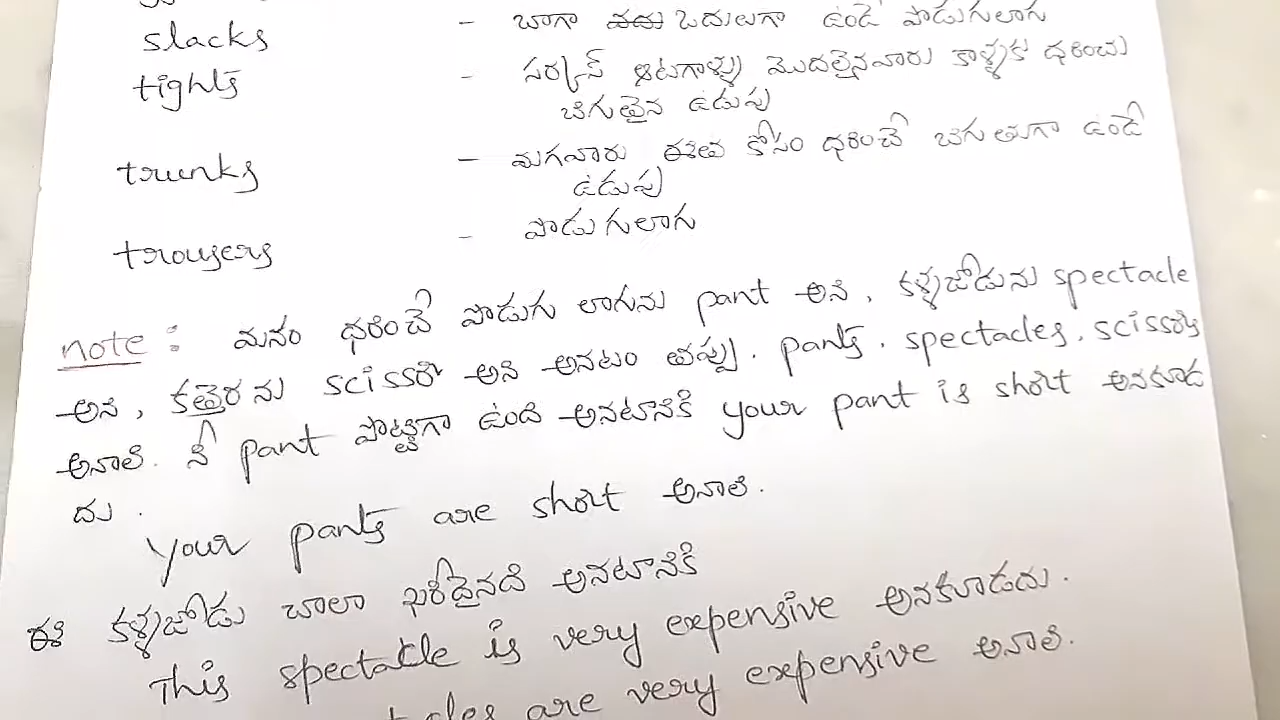 slacks - బాగా ఒదులుగా ఉండే పొడుగులాగు
tights - సర్కస్ ఆటగాళ్ళు మొదలైనవారు కాళ్ళకు ధరించు
బిగుతైన ఉడుపు
trunks - మగవారు ఈత కోసం ధరించే బిగుతుగా ఉండే
ఉడుపు
trousers - పొడుగులాగు
note : మనం ధరించే పొడుగు లాగును pant అని, కళ్ళజోడును spectacle
అని, కత్తెరను scissor అని అనటం తప్పు. pants, spectacles, scissors
అనాలి. నీ pant పొట్టిగా ఉంది అనటానికి your pant is short అనకూడ
దు.
your pants are short అనాలి.
ఈ కళ్ళజోడు చాలా ఖరీదైనది అనటానికి
This spectacle is very expensive అనకూడదు.
are very expensive అనాలి.